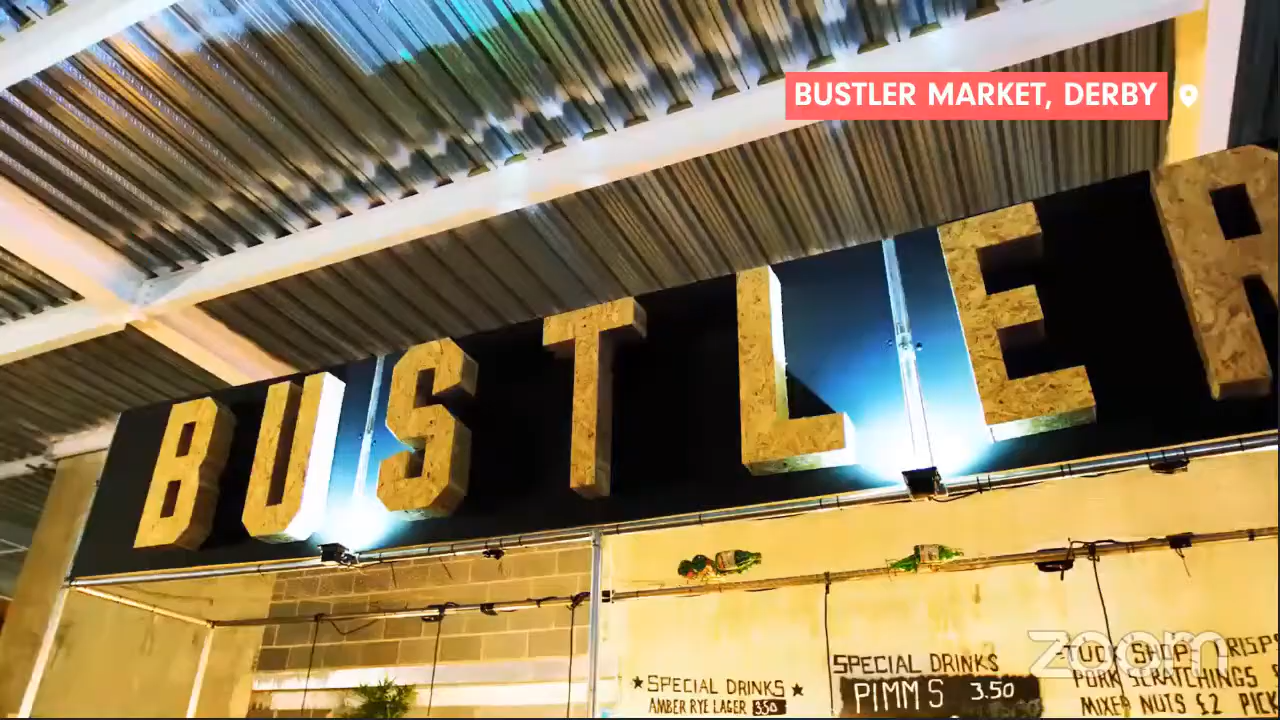 BUSTLER MARKET, DERBY
BUSTLER
★SPECIAL DRINKS★
AMBER RYE LAGER 3.50
SPECIAL DRINKS
PIMMS 3.50
TUCK SHOP CRISPS
PORK SCRATCHINGS
MIXED NUTS £2 PICK
zoom